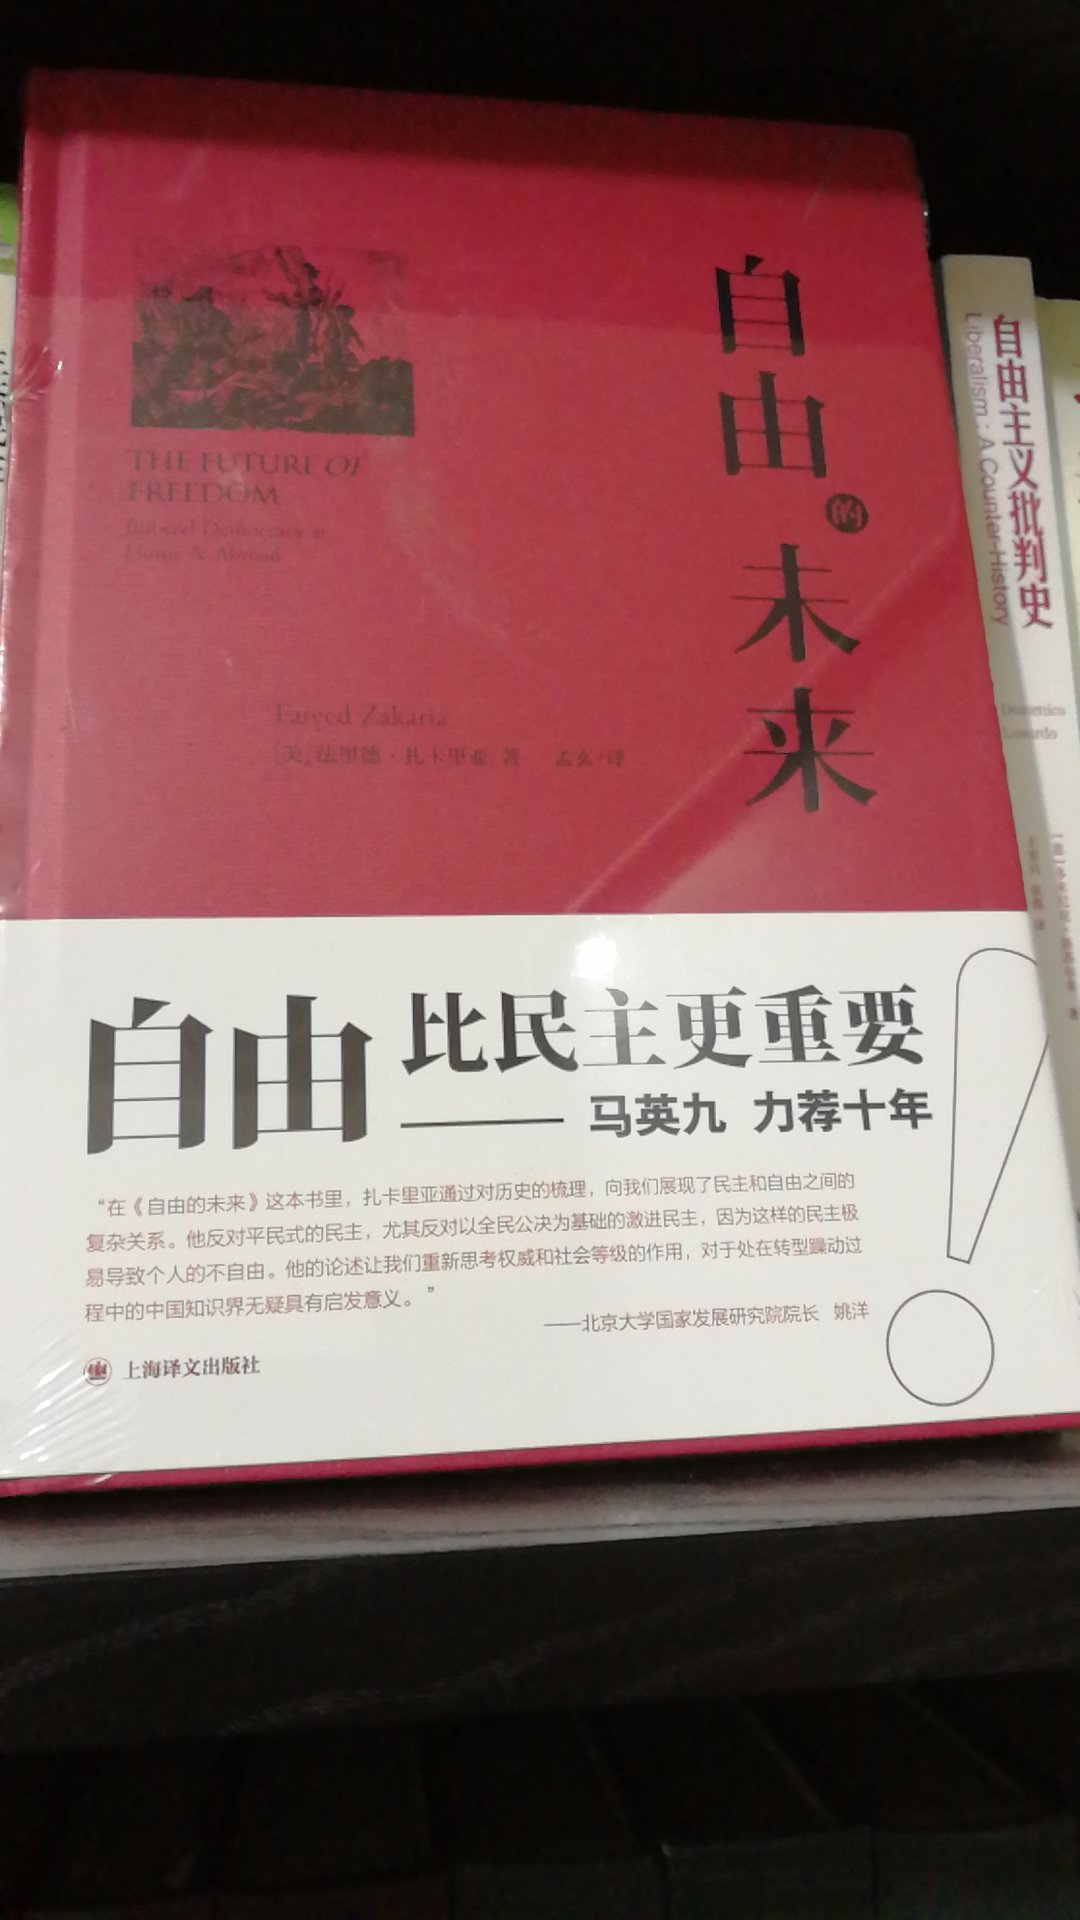 自由的未来
THE FUTURE OF
FREEDOM
Illiberal Democracy at
Home & Abroad
Fareed Zakaria
[美]法里德·扎卡里亚/著 孟玄/译
自由比民主更重要
——马英九 力荐十年
“在《自由的未来》这本书里，扎卡里亚通过对历史的梳理，向我们展现了民主和自由之间的
复杂关系。他反对平民式的民主，尤其反对以全民公决为基础的激进民主，因为这样的民主极
易导致个人的不自由。他的论述让我们重新思考权威和社会等级的作用，对于处在转型躁动过
程中的中国知识界无疑具有启发意义。”
——北京大学国家发展研究院院长 姚洋
上海译文出版社
自由主义批判史
Liberalism : A Counter-History
Domenico
Losurdo